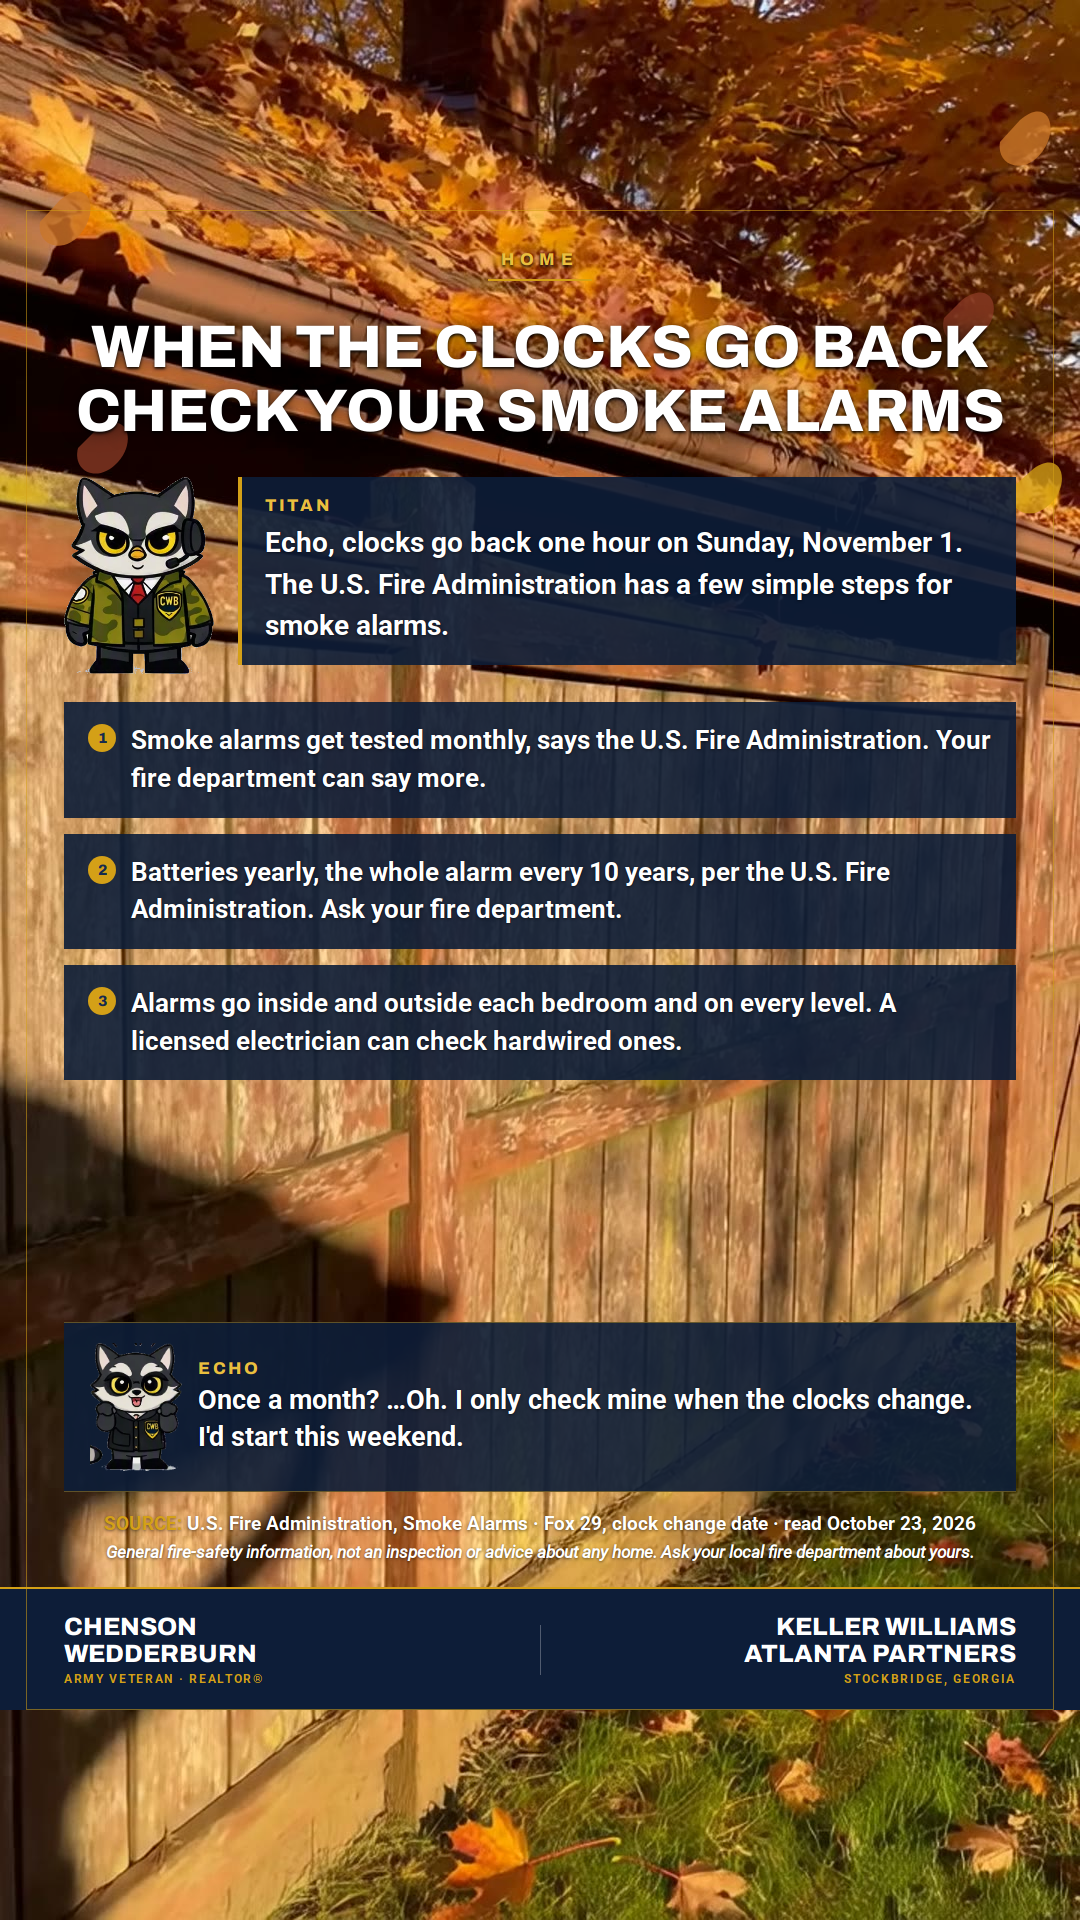 HOME
WHEN THE CLOCKS GO BACK
CHECK YOUR SMOKE ALARMS
TITAN
Echo, clocks go back one hour on Sunday, November 1.
The U.S. Fire Administration has a few simple steps for
smoke alarms.
CWB
1 Smoke alarms get tested monthly, says the U.S. Fire Administration. Your
fire department can say more.
2 Batteries yearly, the whole alarm every 10 years, per the U.S. Fire
Administration. Ask your fire department.
3 Alarms go inside and outside each bedroom and on every level. A
licensed electrician can check hardwired ones.
ECHO
Once a month? ...Oh. I only check mine when the clocks change.
I'd start this weekend.
CWB
SOURCE: U.S. Fire Administration, Smoke Alarms · Fox 29, clock change date · read October 23, 2026
General fire-safety information, not an inspection or advice about any home. Ask your local fire department about yours.
CHENSON
WEDDERBURN
ARMY VETERAN · REALTOR®
KELLER WILLIAMS
ATLANTA PARTNERS
STOCKBRIDGE, GEORGIA